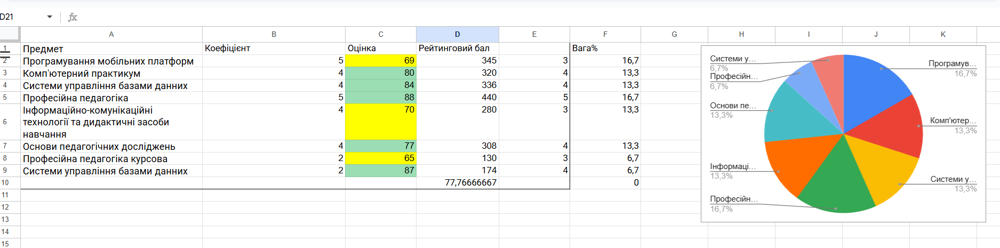 D21 fx
A B C D E F G H I J K
1 Предмет Коефіцієнт Оцінка Рейтинговий бал Вага%
2 Програмування мобільних платформ 5 69 345 3 16,7
3 Комп'ютерний практикум 4 80 320 4 13,3
4 Системи управління базами данних 4 84 336 4 13,3
5 Професійна педагогіка 5 88 440 5 16,7
6 Інформаційно-комунікаційні 4 70 280 3 13,3
технології та дидактичні засоби
навчання
7 Основи педагогічних досліджень 4 77 308 4 13,3
8 Професійна педагогіка курсова 2 65 130 3 6,7
9 Системи управління базами данних 2 87 174 4 6,7
10 77,76666667 0
11
12
13
14
15
Системи у...
6,7%
Професійн...
6,7%
Основи пе...
13,3%
Інформаці...
13,3%
Професійн...
16,7%
Програмув...
16,7%
Комп'ютер...
13,3%
Системи у...
13,3%